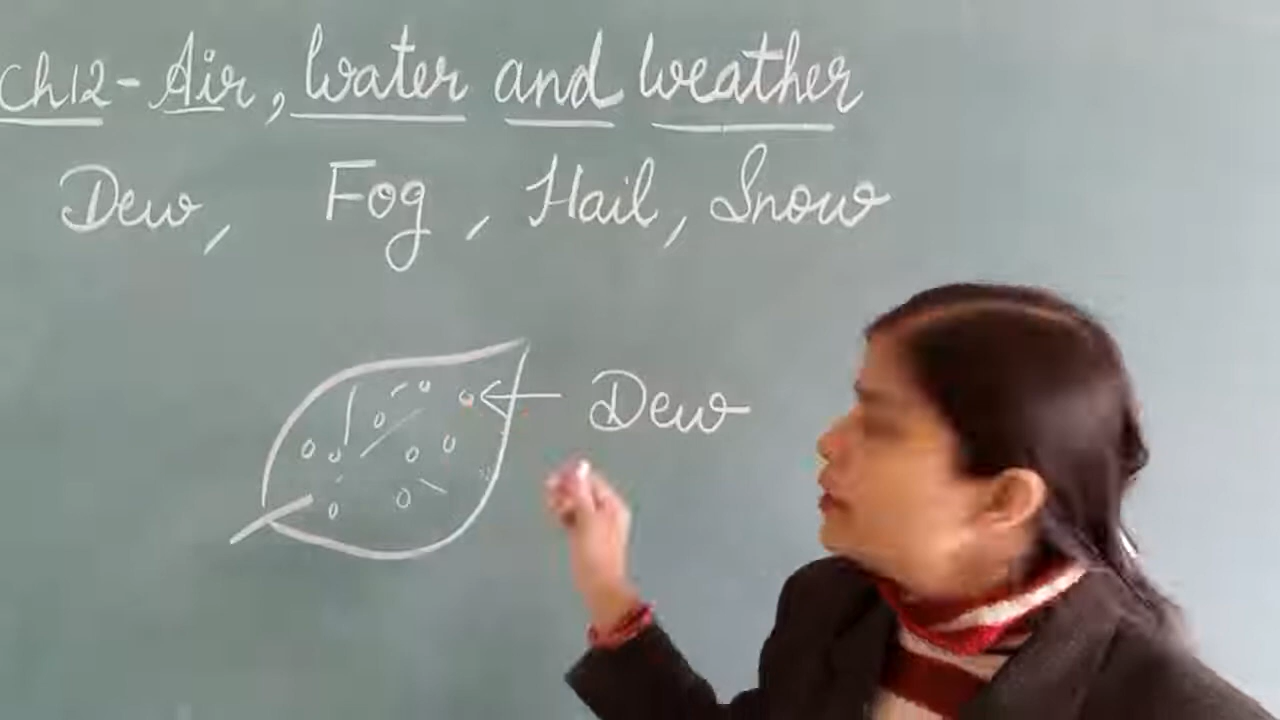 Ch12-Air, Water and Weather
Dew, Fog, Hail, Snow
Dew